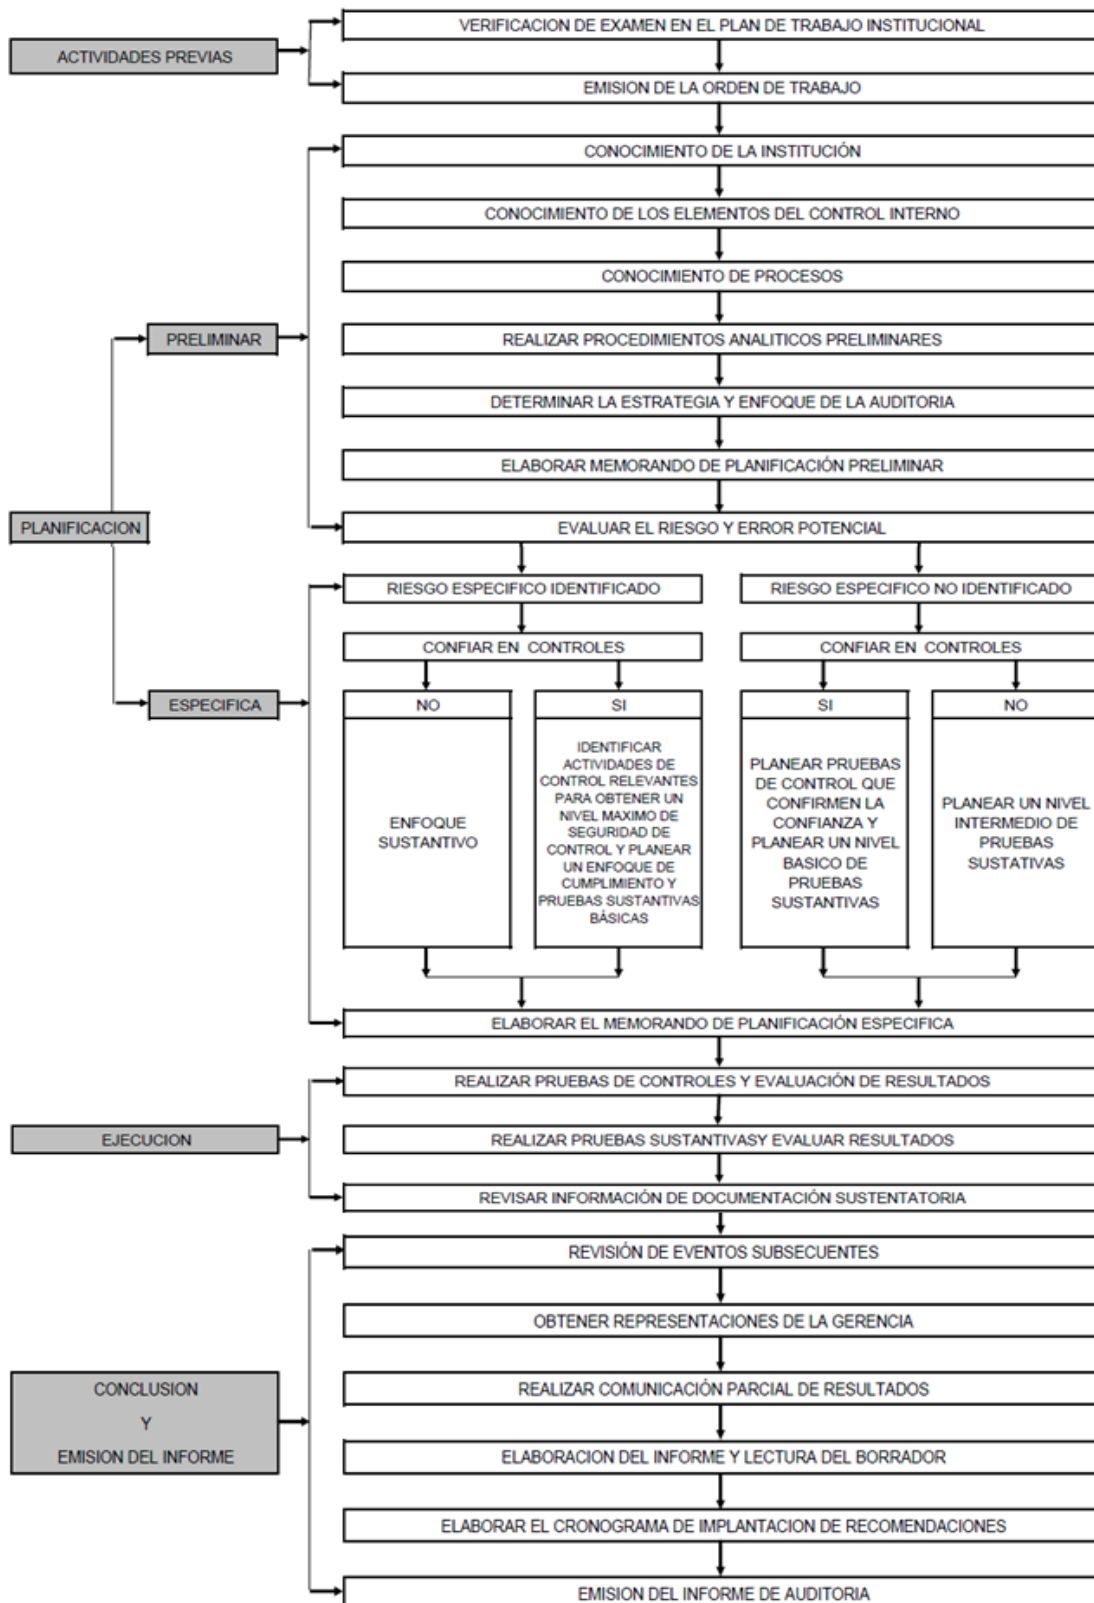 VERIFICACION DE EXAMEN EN EL PLAN DE TRABAJO INSTITUCIONAL
ACTIVIDADES PREVIAS
EMISION DE LA ORDEN DE TRABAJO
CONOCIMIENTO DE LA INSTITUCIÓN
CONOCIMIENTO DE LOS ELEMENTOS DEL CONTROL INTERNO
CONOCIMIENTO DE PROCESOS
PRELIMINAR
REALIZAR PROCEDIMIENTOS ANALITICOS PRELIMINARES
DETERMINAR LA ESTRATEGIA Y ENFOQUE DE LA AUDITORIA
ELABORAR MEMORANDO DE PLANIFICACIÓN PRELIMINAR
PLANIFICACION
EVALUAR EL RIESGO Y ERROR POTENCIAL
RIESGO ESPECIFICO IDENTIFICADO
RIESGO ESPECIFICO NO IDENTIFICADO
CONFIAR EN CONTROLES
CONFIAR EN CONTROLES
ESPECIFICA
NO
SI
SI
NO
ENFOQUE
SUSTANTIVO
IDENTIFICAR
ACTIVIDADES DE
CONTROL RELEVANTES
PARA OBTENER UN
NIVEL MAXIMO DE
SEGURIDAD DE
CONTROL Y PLANEAR
UN ENFOQUE DE
CUMPLIMIENTO Y
PRUEBAS SUSTANTIVAS
BÁSICAS
PLANEAR PRUEBAS
DE CONTROL QUE
CONFIRMEN LA
CONFIANZA Y
PLANEAR UN NIVEL
BASICO DE
PRUEBAS
SUSTANTIVAS
PLANEAR UN NIVEL
INTERMEDIO DE
PRUEBAS
SUSTATIVAS
ELABORAR EL MEMORANDO DE PLANIFICACIÓN ESPECIFICA
REALIZAR PRUEBAS DE CONTROLES Y EVALUACIÓN DE RESULTADOS
EJECUCION
REALIZAR PRUEBAS SUSTANTIVASY EVALUAR RESULTADOS
REVISAR INFORMACIÓN DE DOCUMENTACIÓN SUSTENTATORIA
REVISIÓN DE EVENTOS SUBSECUENTES
OBTENER REPRESENTACIONES DE LA GERENCIA
CONCLUSION
Y
EMISION DEL INFORME
REALIZAR COMUNICACIÓN PARCIAL DE RESULTADOS
ELABORACION DEL INFORME Y LECTURA DEL BORRADOR
ELABORAR EL CRONOGRAMA DE IMPLANTACION DE RECOMENDACIONES
EMISION DEL INFORME DE AUDITORIA